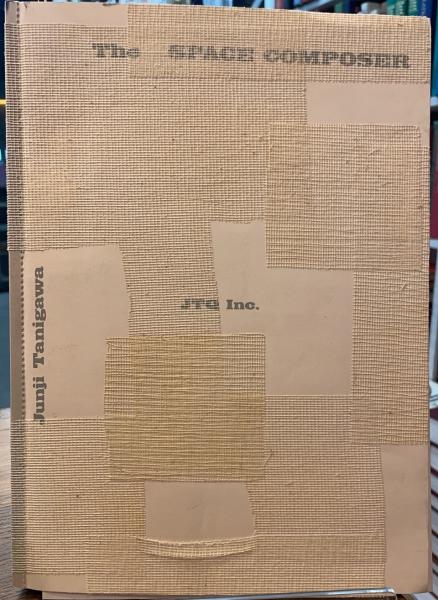 The SPACE COMPOSER
JTQ Inc.
Junji Tanigawa